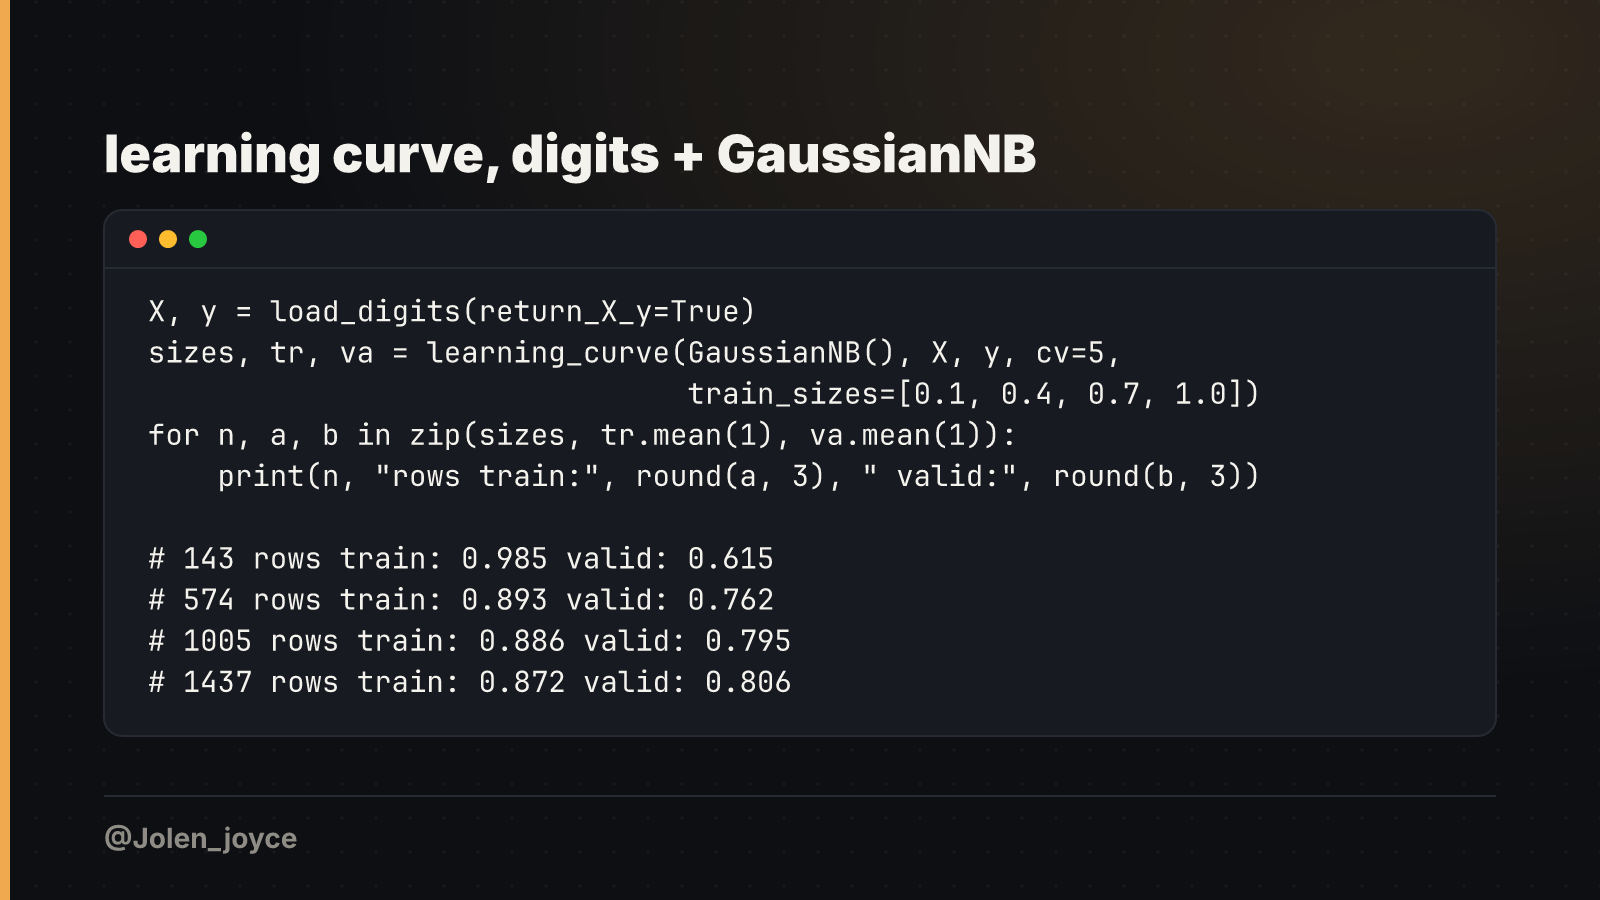 learning curve, digits + GaussianNB
X, y = load_digits(return_X_y=True)
sizes, tr, va = learning_curve(GaussianNB(), X, y, cv=5,
                               train_sizes=[0.1, 0.4, 0.7, 1.0])
for n, a, b in zip(sizes, tr.mean(1), va.mean(1)):
    print(n, "rows train:", round(a, 3), " valid:", round(b, 3))

# 143 rows train: 0.985 valid: 0.615
# 574 rows train: 0.893 valid: 0.762
# 1005 rows train: 0.886 valid: 0.795
# 1437 rows train: 0.872 valid: 0.806
@Jolen_joyce